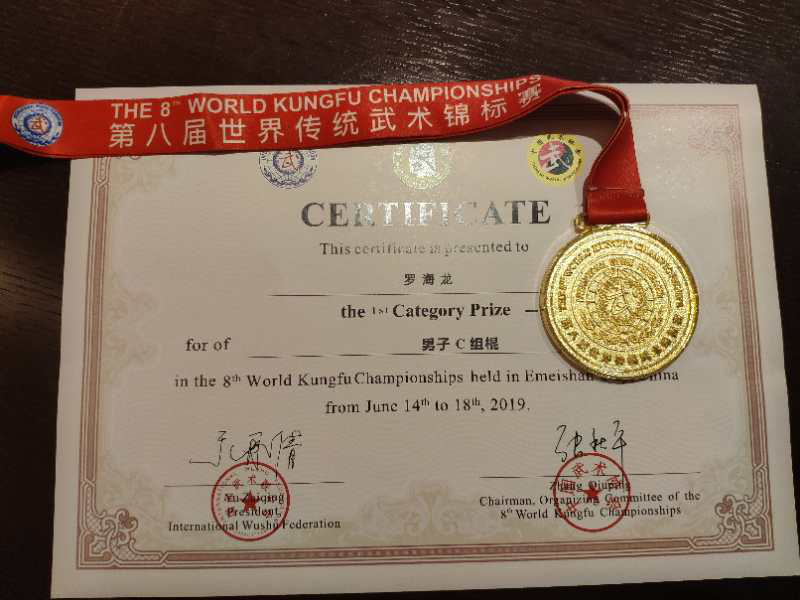 THE 8th WORLD KUNGFU CHAMPIONSHIPS
第八届世界传统武术锦标赛
CERTIFICATE
This certificate is presented to
罗海龙
the 1st Category Prize
for of 男子 C 组棍
in the 8th World Kungfu Championships held in Emeishan
from June 14th to 18th, 2019.
Yu Zaiqing
President,
International Wushu Federation
Zhang Qiuping
Chairman, Organizing Committee of the
8th World Kungfu Championships